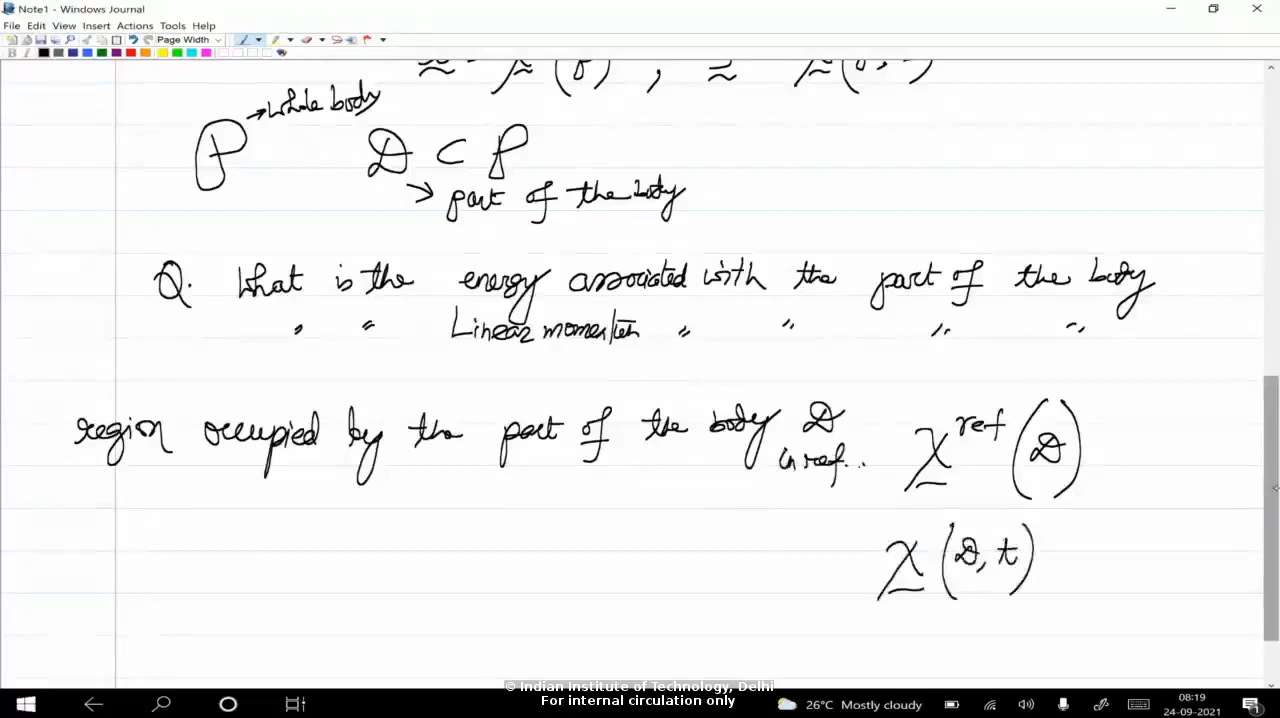 Note1 - Windows Journal
File Edit View Insert Actions Tools Help
Page Width
→ whole body
P D ⊂ P
→ part of the body
Q. What is the energy associated with the part of the body
" " Linear momentum " " " "
region occupied by the part of the body D χ^ref (D)
in ref..
χ (D, t)
© Indian Institute of Technology, Delhi
For internal circulation only
26°C Mostly cloudy
08:19
24-09-2021